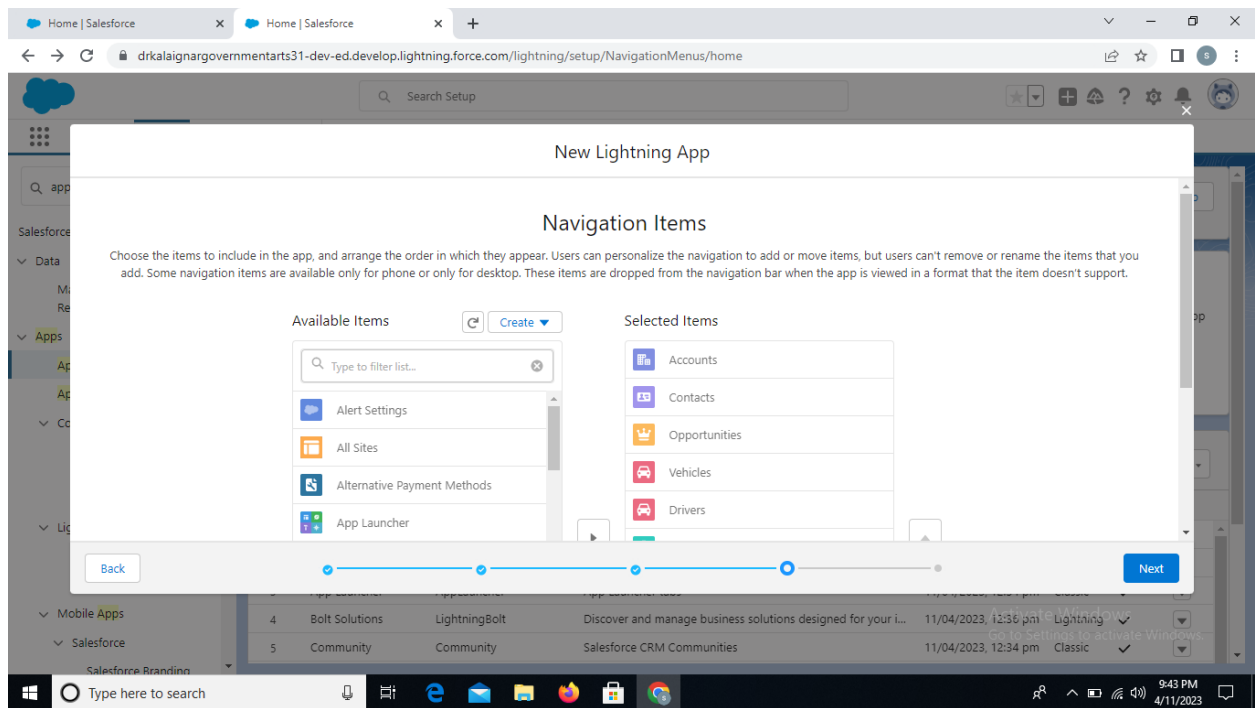 Home | Salesforce
Home | Salesforce
drkalaignargovernmentarts31-dev-ed.develop.lightning.force.com/lightning/setup/NavigationMenus/home
S
Search Setup
New Lightning App
app
Salesforce
Data
Apps
Navigation Items
Choose the items to include in the app, and arrange the order in which they appear. Users can personalize the navigation to add or move items, but users can't remove or rename the items that you
add. Some navigation items are available only for phone or only for desktop. These items are dropped from the navigation bar when the app is viewed in a format that the item doesn't support.
Available Items
Create
Selected Items
Type to filter list...
Alert Settings
All Sites
Alternative Payment Methods
App Launcher
Accounts
Contacts
Opportunities
Vehicles
Drivers
Back
Next
Mobile Apps
Salesforce
Salesforce Branding
4 Bolt Solutions LightningBolt Discover and manage business solutions designed for your i... 11/04/2023, 12:36 pm Lightning
5 Community Community Salesforce CRM Communities 11/04/2023, 12:34 pm Classic
Activate Windows
Go to Settings to activate Windows.
Type here to search
9:43 PM
4/11/2023